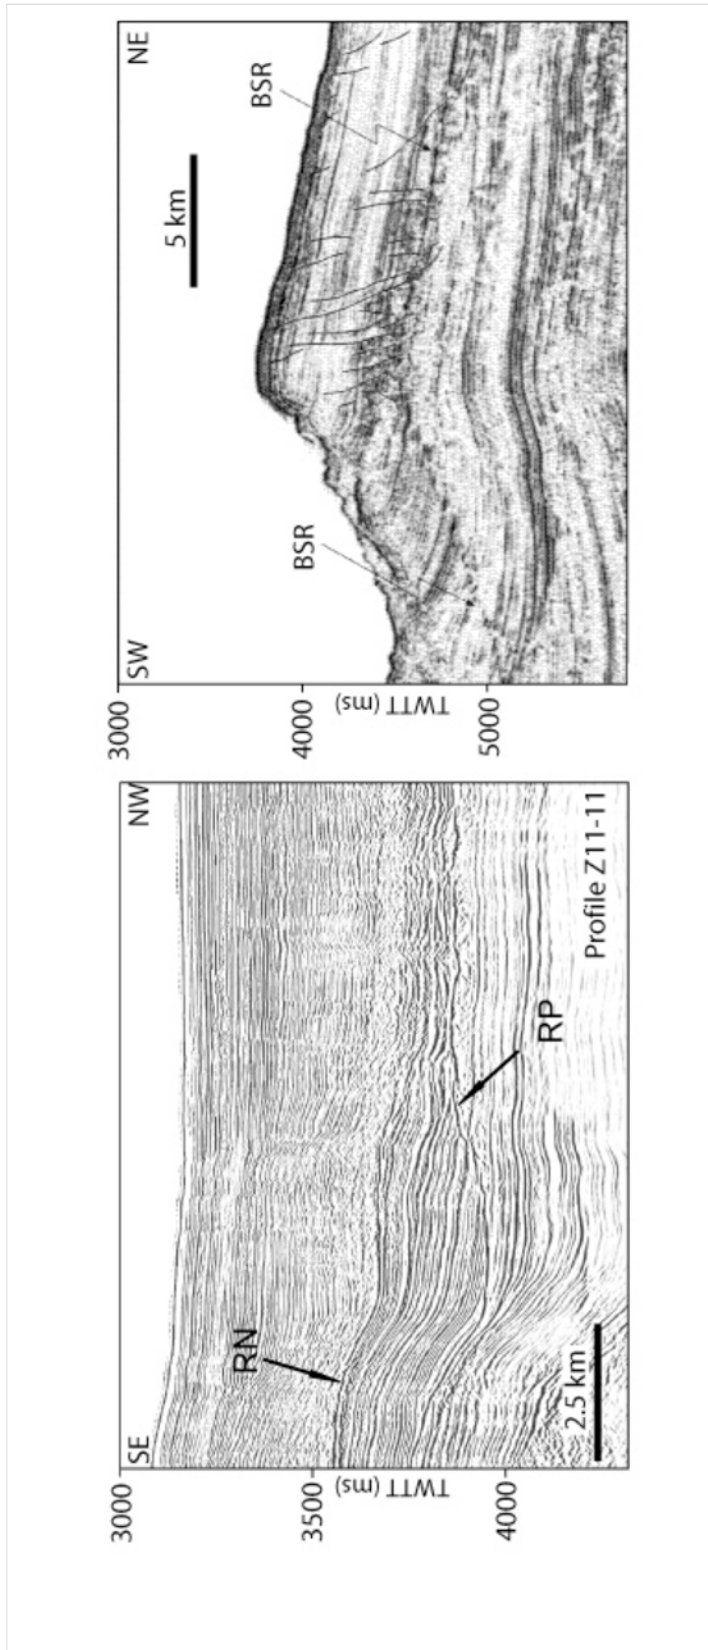 SE
NW
3000
3500
4000
TWTT (ms)
RN
RP
2.5 km
Profile Z11-11
SW
NE
3000
4000
5000
TWTT (ms)
BSR
BSR
5 km